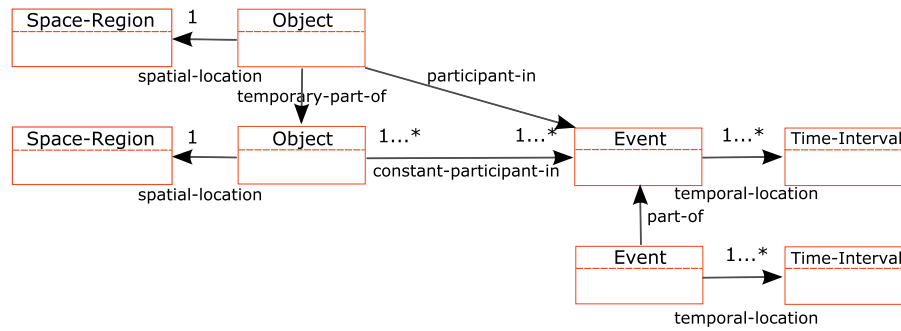 Space-Region
1
Object
spatial-location
participant-in
temporary-part-of
Space-Region
1
Object
1...*
1...*
Event
1...*
Time-Interval
constant-participant-in
spatial-location
temporal-location
part-of
Event
1...*
Time-Interval
temporal-location